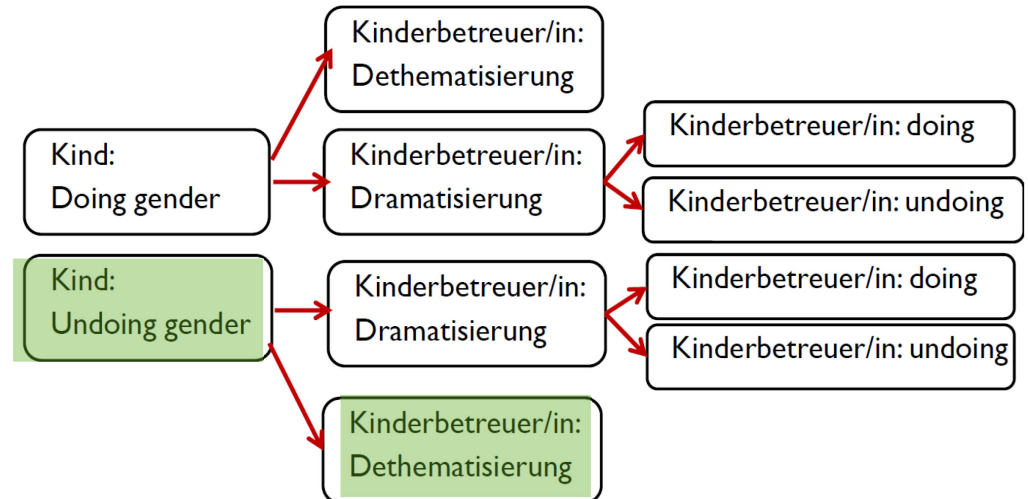 Kinderbetreuer/in:
Dethematisierung
Kind:
Doing gender
Kinderbetreuer/in:
Dramatisierung
Kinderbetreuer/in: doing
Kinderbetreuer/in: undoing
Kind:
Undoing gender
Kinderbetreuer/in:
Dramatisierung
Kinderbetreuer/in: doing
Kinderbetreuer/in: undoing
Kinderbetreuer/in:
Dethematisierung